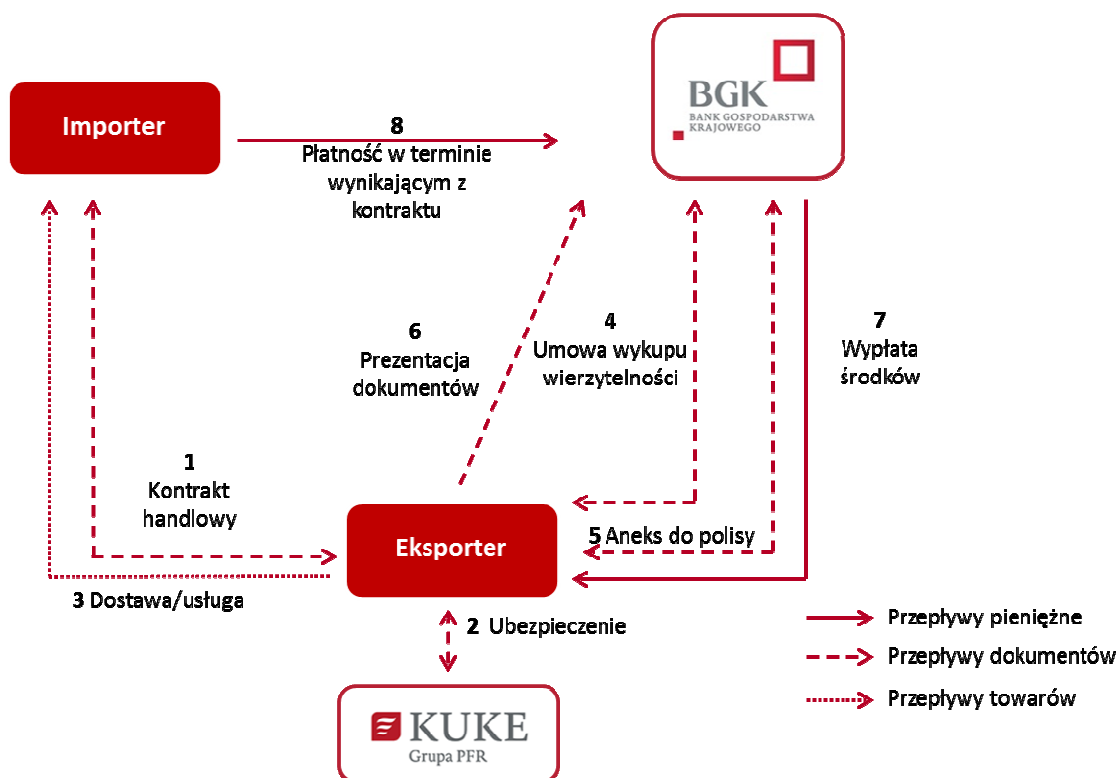 Importer
BGK
BANK GOSPODARSTWA
KRAJOWEGO
8
Płatność w terminie
wynikającym z
kontraktu
6
Prezentacja
dokumentów
4
Umowa wykupu
wierzytelności
7
Wypłata
środków
1
Kontrakt
handlowy
Eksporter
5 Aneks do polisy
3 Dostawa/usługa
2 Ubezpieczenie
KUKE
Grupa PFR
Przepływy pieniężne
Przepływy dokumentów
Przepływy towarów